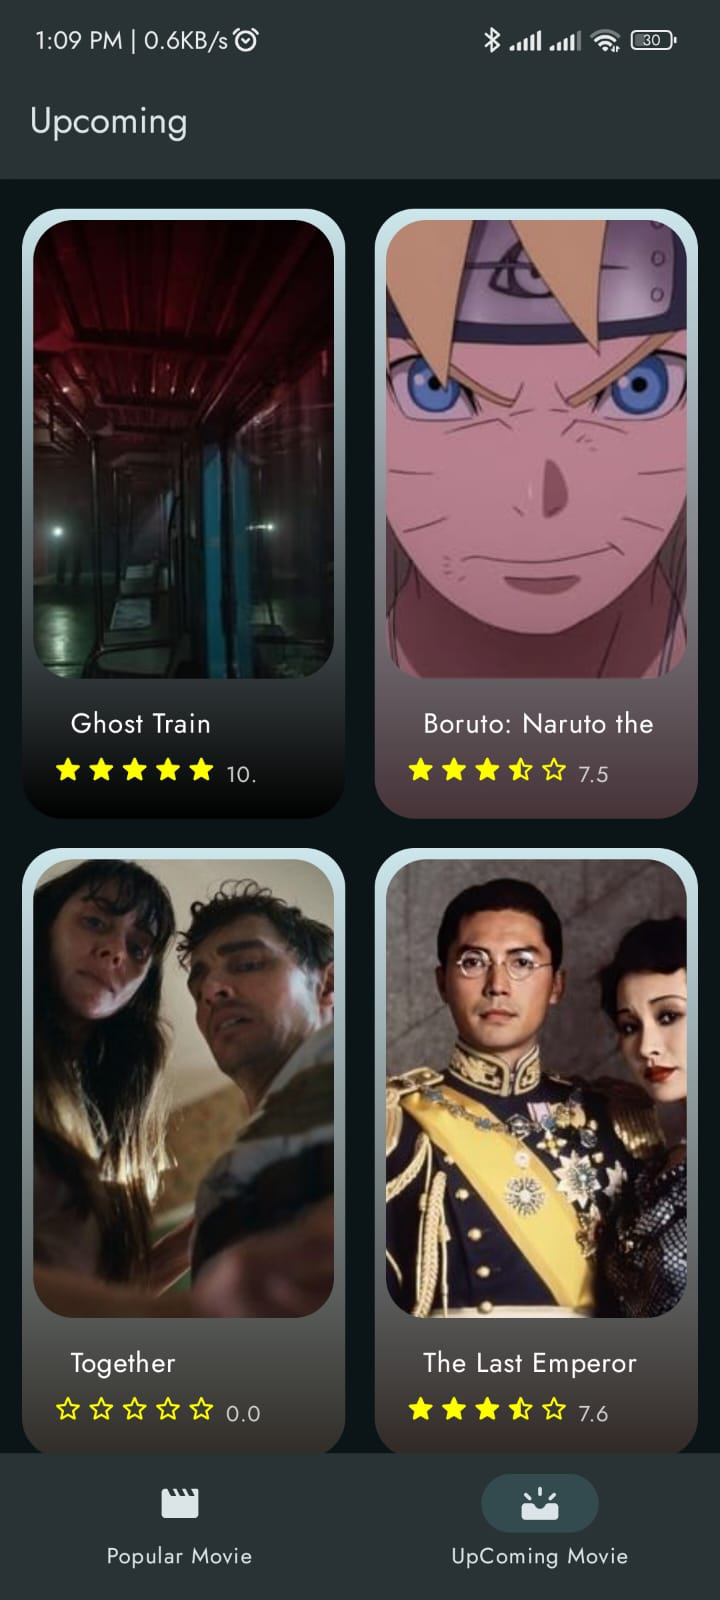 1:09 PM | 0.6KB/s 30
Upcoming
Ghost Train
10.
Boruto: Naruto the
7.5
Together
0.0
The Last Emperor
7.6
Popular Movie
UpComing Movie